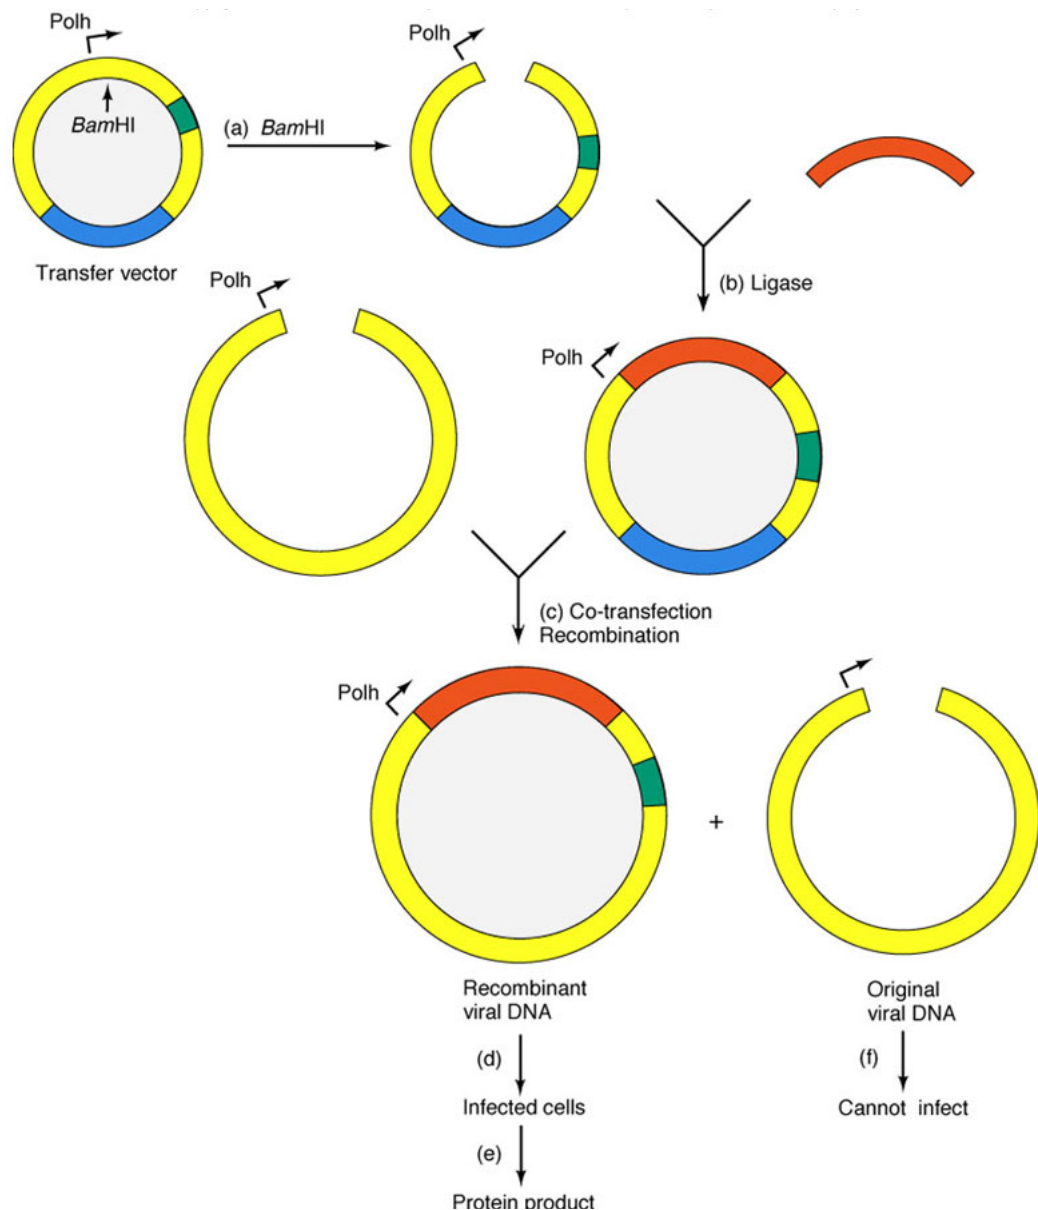 Polh
BamHI
Transfer vector
(a) BamHI
Polh
(b) Ligase
Polh
Polh
(c) Co-transfection
Recombination
Polh
+
Recombinant
viral DNA
Original
viral DNA
(d)
(f)
Infected cells
Cannot infect
(e)
Protein product